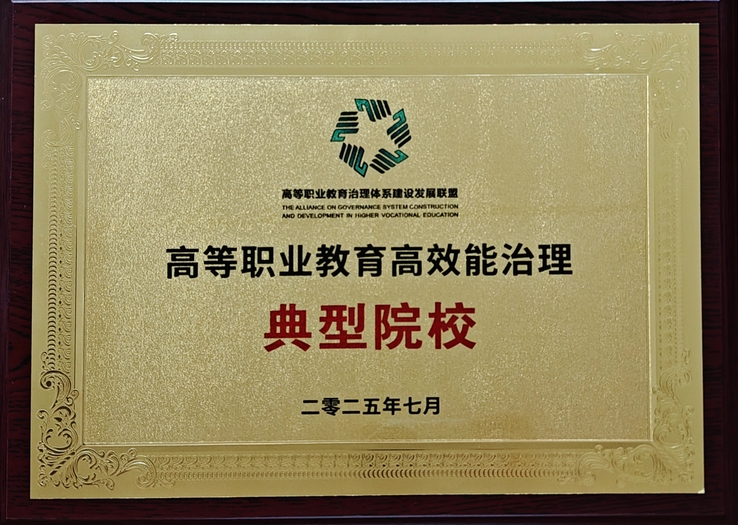 高等职业教育治理体系建设发展联盟
THE ALLIANCE ON GOVERNANCE SYSTEM CONSTRUCTION
AND DEVELOPMENT IN HIGHER VOCATIONAL EDUCATION
高等职业教育高效能治理
典型院校
二零二五年七月